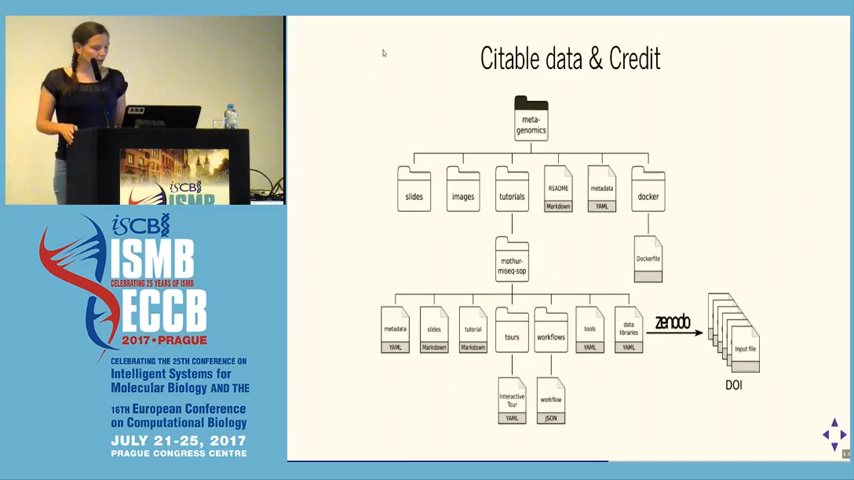 Citable data & Credit
meta-
genomics
slides
images
tutorials
README
Markdown
metadata
YAML
docker
mothur-
miseq-sop
Dockerfile
metadata
YAML
slides
Markdown
tutorial
Markdown
tours
workflows
tools
YAML
data
libraries
YAML
zenodo
Input file
DOI
Interactive
Tour
YAML
workflow
JSON
iSCB
ISMB
iSCB
ISMB
CELEBRATING 25 YEARS OF ISMB
ECCB
2017 • PRAGUE
CELEBRATING THE 25TH CONFERENCE ON
Intelligent Systems for
Molecular Biology AND THE
16TH European Conference
on Computational Biology
JULY 21-25, 2017
PRAGUE CONGRESS CENTRE